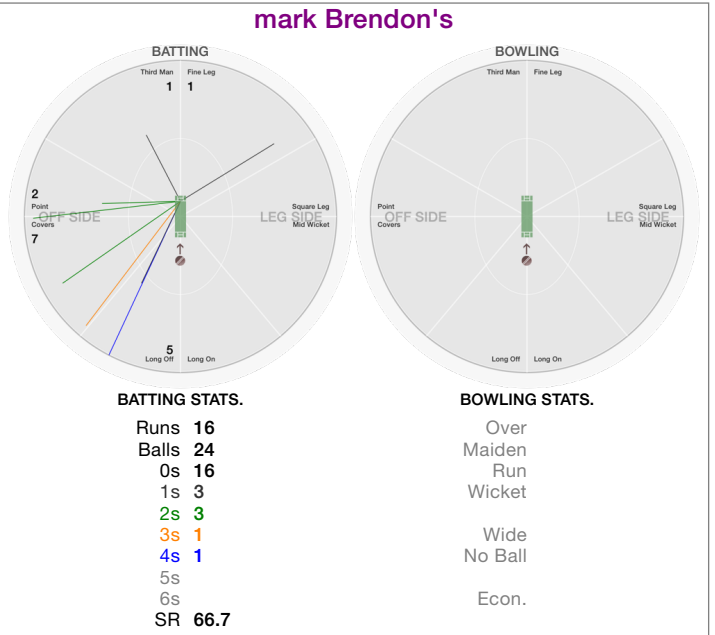 mark Brendon's
BATTING
Third Man Fine Leg
1 1
2
Point
OFF SIDE
Covers
7
Square Leg
LEG SIDE
Mid Wicket
5
Long Off Long On
BATTING STATS.
Runs 16
Balls 24
0s 16
1s 3
2s 3
3s 1
4s 1
5s
6s
SR 66.7
BOWLING
Third Man Fine Leg
Point
OFF SIDE
Covers
Square Leg
LEG SIDE
Mid Wicket
Long Off Long On
BOWLING STATS.
Over
Maiden
Run
Wicket
Wide
No Ball
Econ.